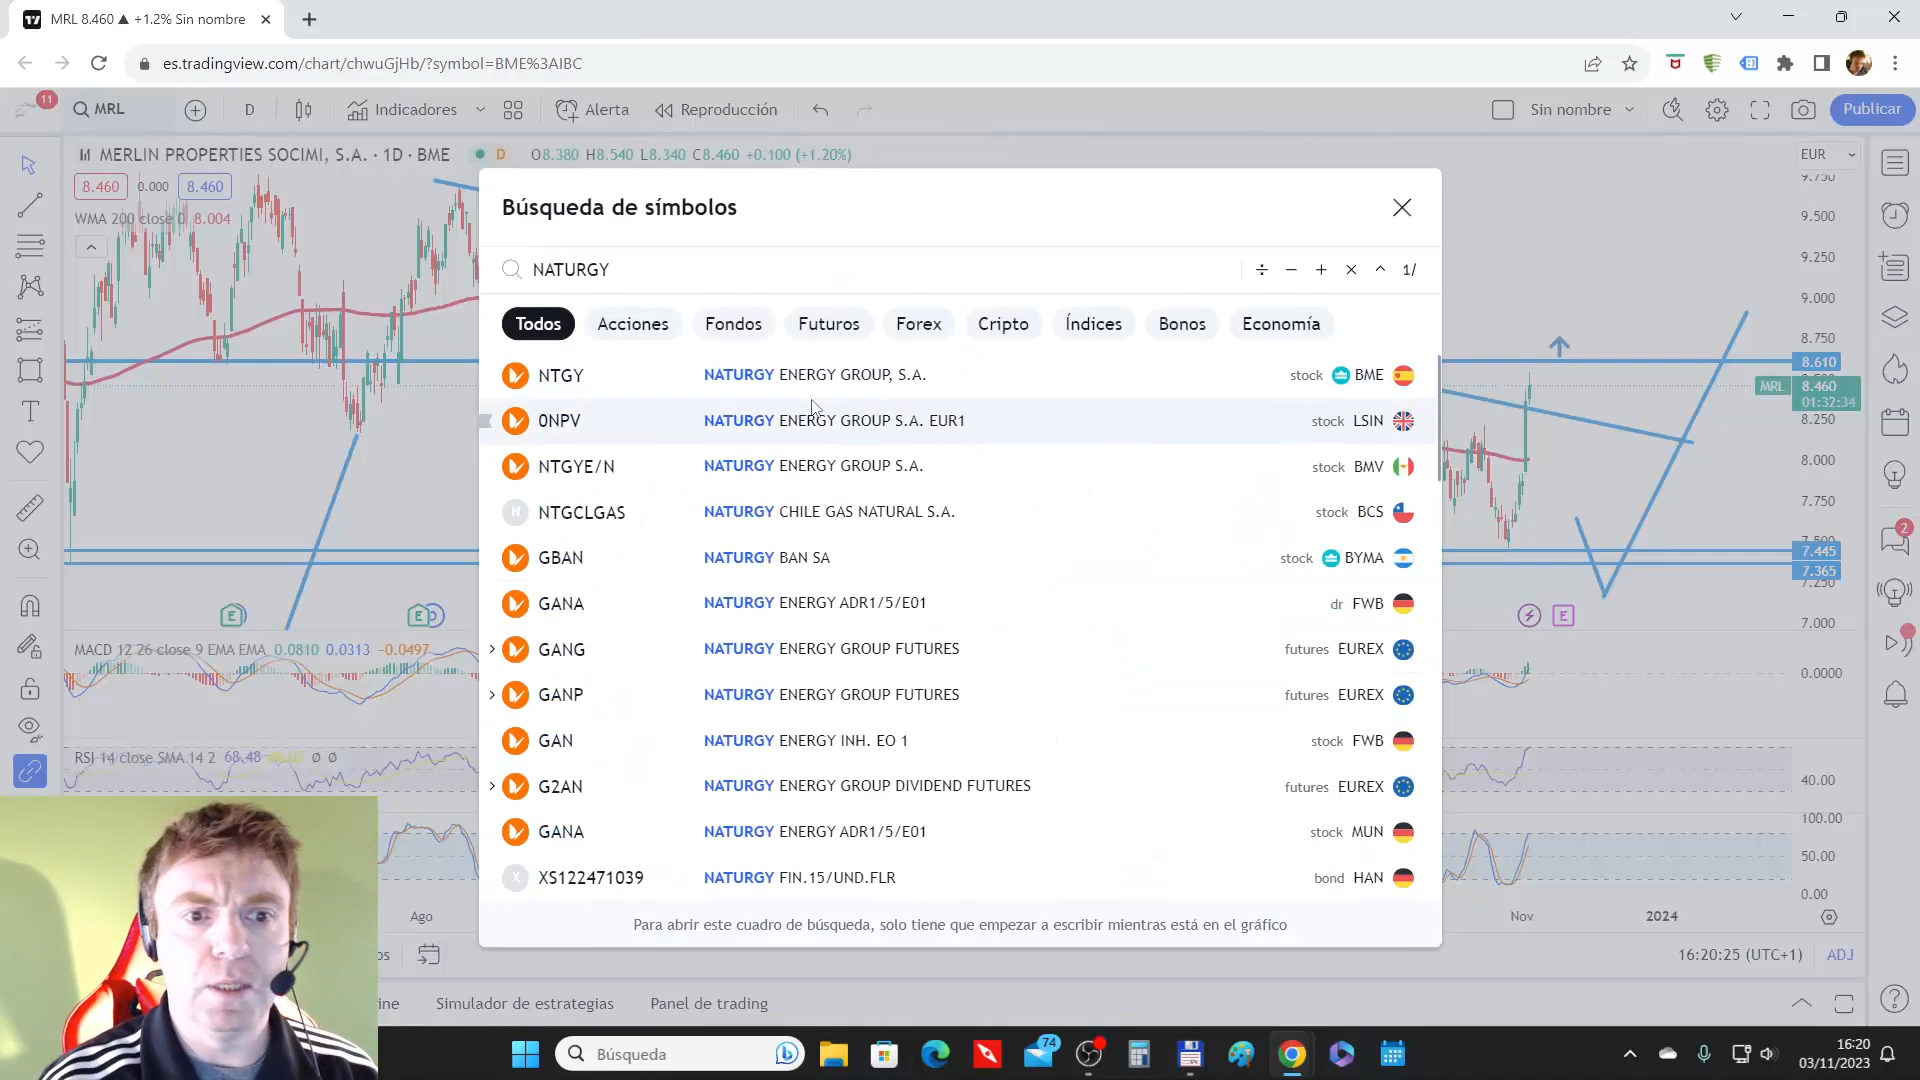 MRL 8.460 ▲ +1.2% Sin nombre
es.tradingview.com/chart/chwuGjHb/?symbol=BME%3AIBC
11
MRL
D
Indicadores
Alerta
Reproducción
Sin nombre
Publicar
MERLIN PROPERTIES SOCIMI, S.A. · 1D · BME
D
O8.380 H8.540 L8.340 C8.460 +0.100 (+1.20%)
EUR
8.460
0.000
8.460
WMA 200 close 0 8.004
Búsqueda de símbolos
NATURGY
1/
Todos
Acciones
Fondos
Futuros
Forex
Cripto
Índices
Bonos
Economía
NTGY NATURGY ENERGY GROUP, S.A. stock BME
0NPV NATURGY ENERGY GROUP S.A. EUR1 stock LSIN
NTGYE/N NATURGY ENERGY GROUP S.A. stock BMV
N NTGCLGAS NATURGY CHILE GAS NATURAL S.A. stock BCS
GBAN NATURGY BAN SA stock BYMA
GANA NATURGY ENERGY ADR1/5/E01 dr FWB
GANG NATURGY ENERGY GROUP FUTURES futures EUREX
GANP NATURGY ENERGY GROUP FUTURES futures EUREX
GAN NATURGY ENERGY INH. EO 1 stock FWB
G2AN NATURGY ENERGY GROUP DIVIDEND FUTURES futures EUREX
GANA NATURGY ENERGY ADR1/5/E01 stock MUN
X XS122471039 NATURGY FIN.15/UND.FLR bond HAN
Para abrir este cuadro de búsqueda, solo tiene que empezar a escribir mientras está en el gráfico
9.750
9.500
9.250
9.000
8.750
8.610
MRL 8.460
01:32:34
8.250
8.000
7.750
7.445
7.365
7.250
7.000
E
E
E
MACD 12 26 close 9 EMA EMA 0.0810 0.0313 −0.0497
0.0000
RSI 14 close SMA 14 2 68.48
40.00
100.00
50.00
0.00
Ago
Nov
2024
16:20:25 (UTC+1)
ADJ
2
Simulador de estrategias
Panel de trading
Búsqueda
74
16:20
03/11/2023